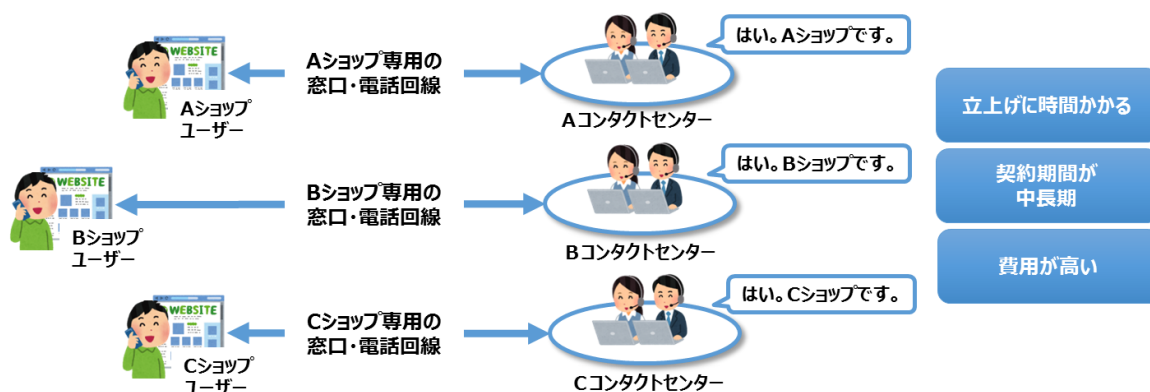 WEBSITE
Aショップ
ユーザー
Aショップ専用の
窓口・電話回線
はい。Aショップです。
Aコンタクトセンター
WEBSITE
Bショップ
ユーザー
Bショップ専用の
窓口・電話回線
はい。Bショップです。
Bコンタクトセンター
WEBSITE
Cショップ
ユーザー
Cショップ専用の
窓口・電話回線
はい。Cショップです。
Cコンタクトセンター
立上げに時間かかる
契約期間が
中長期
費用が高い